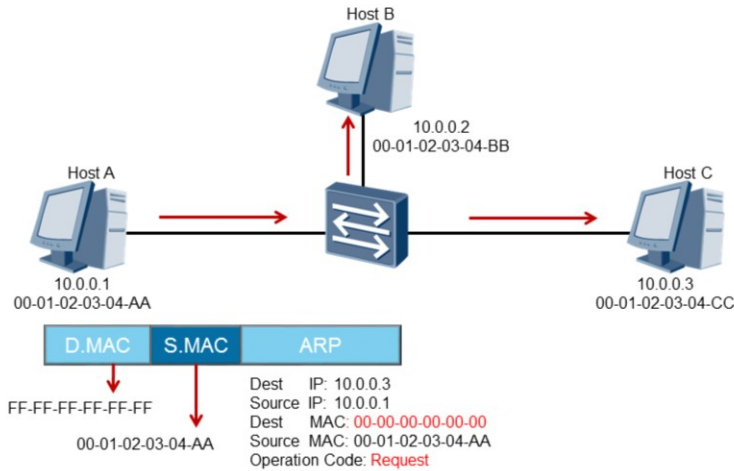 Host B
10.0.0.2
00-01-02-03-04-BB
Host A
Host C
10.0.0.1
00-01-02-03-04-AA
10.0.0.3
00-01-02-03-04-CC
D.MAC S.MAC ARP
FF-FF-FF-FF-FF-FF
00-01-02-03-04-AA
Dest IP: 10.0.0.3
Source IP: 10.0.0.1
Dest MAC: 00-00-00-00-00-00
Source MAC: 00-01-02-03-04-AA
Operation Code: Request